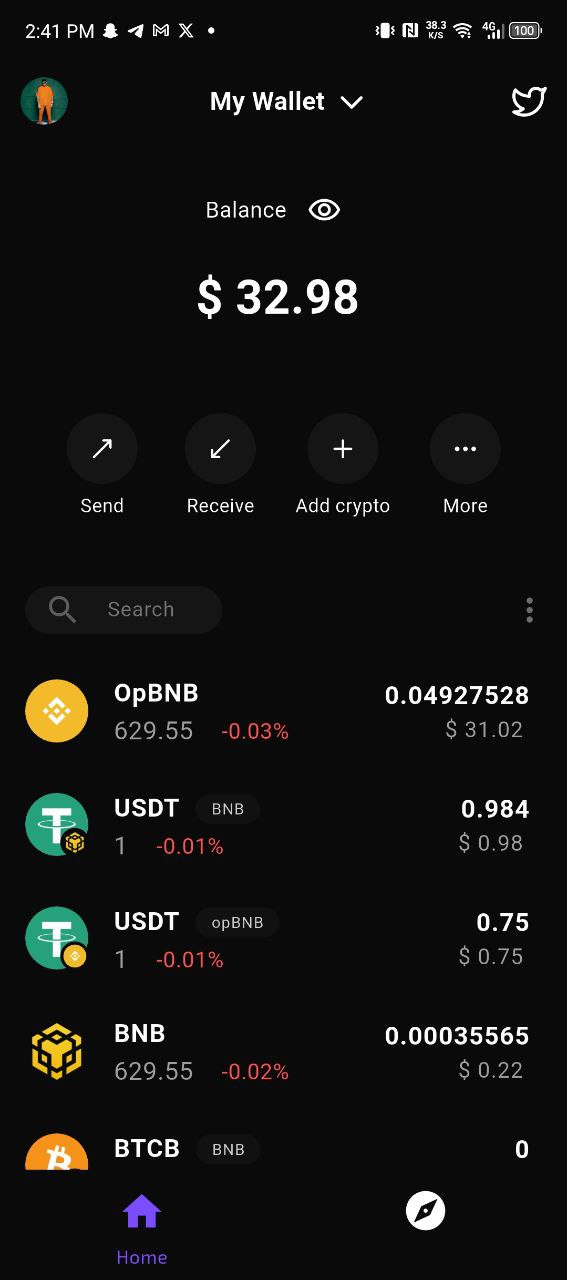 2:41 PM 38.3 K/S 4G 100
My Wallet
Balance
$ 32.98
Send Receive Add crypto More
Search
OpBNB 0.04927528
629.55 -0.03% $ 31.02
USDT BNB 0.984
1 -0.01% $ 0.98
USDT opBNB 0.75
1 -0.01% $ 0.75
BNB 0.00035565
629.55 -0.02% $ 0.22
BTCB BNB 0
Home